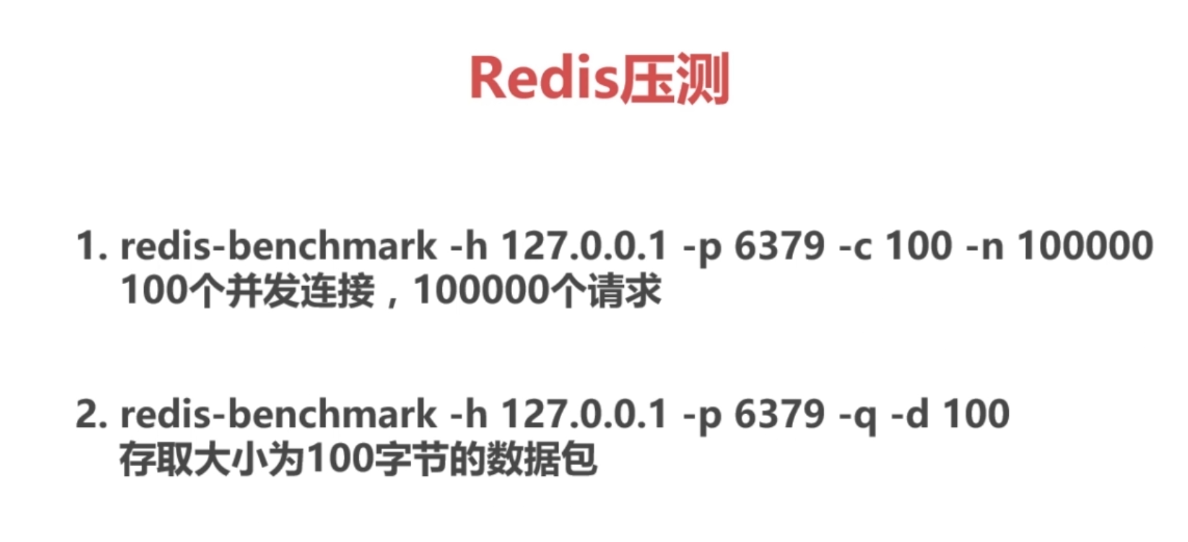 Redis压测
1. redis-benchmark -h 127.0.0.1 -p 6379 -c 100 -n 100000
100个并发连接，100000个请求
2. redis-benchmark -h 127.0.0.1 -p 6379 -q -d 100
存取大小为100字节的数据包